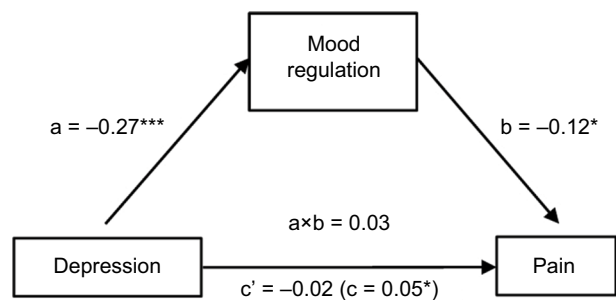 Mood
regulation
a = –0.27***
b = –0.12*
a×b = 0.03
Depression
Pain
c’ = –0.02 (c = 0.05*)